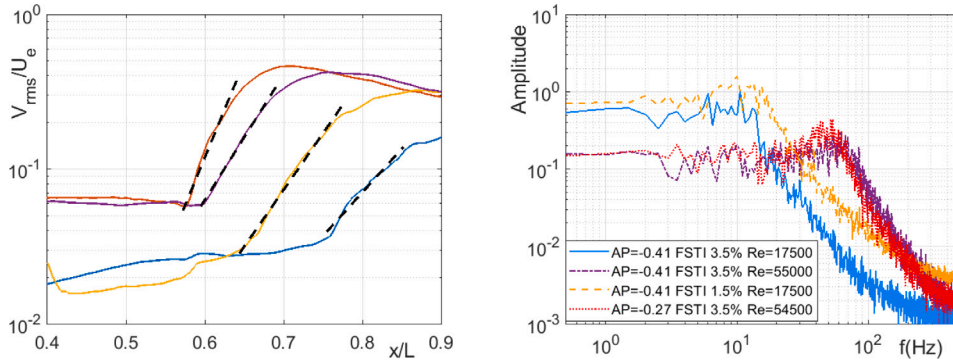 10^0
V_rms/U_e
10^-1
10^-2
0.4 0.5 0.6 0.7 0.8 x/L 0.9
10^1
Amplitude
10^0
10^-1
10^-2
10^-3
AP=-0.41 FSTI 3.5% Re=17500
AP=-0.41 FSTI 3.5% Re=55000
AP=-0.41 FSTI 1.5% Re=17500
AP=-0.27 FSTI 3.5% Re=54500
10^0 10^1 10^2 f(Hz)